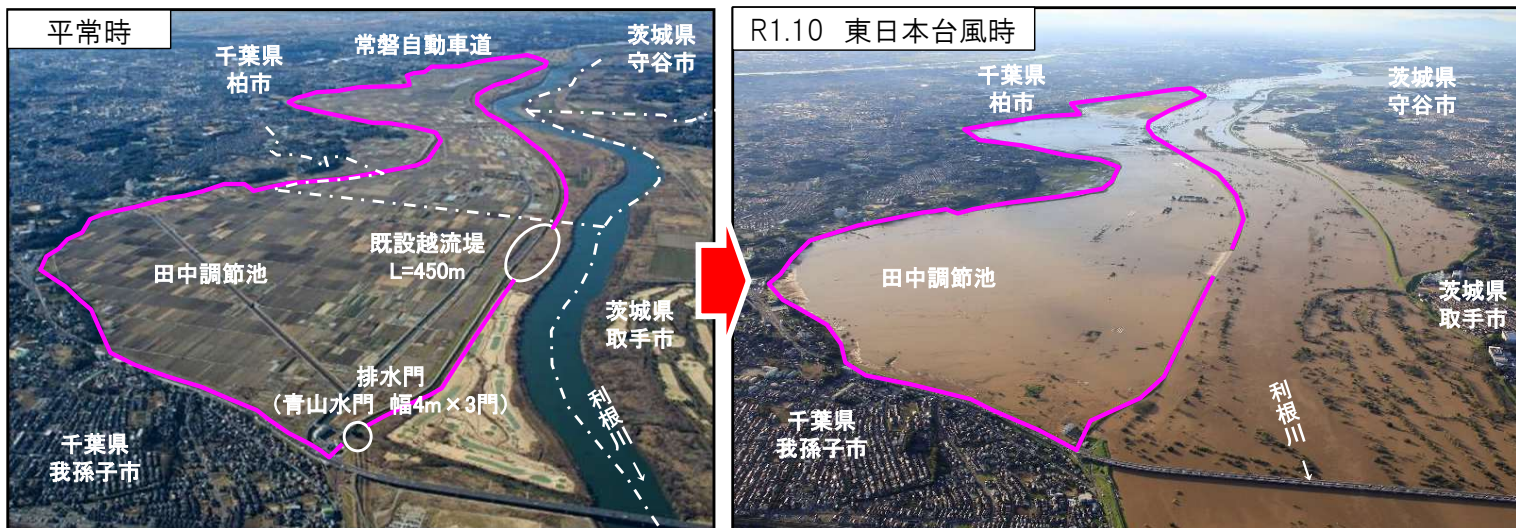 平常時
常磐自動車道
千葉県
柏市
茨城県
守谷市
既設越流堤
L=450m
田中調節池
茨城県
取手市
排水門
（青山水門 幅4m×3門）
利根川→
千葉県
我孫子市
R1.10 東日本台風時
千葉県
柏市
茨城県
守谷市
田中調節池
茨城県
取手市
利根川→
千葉県
我孫子市